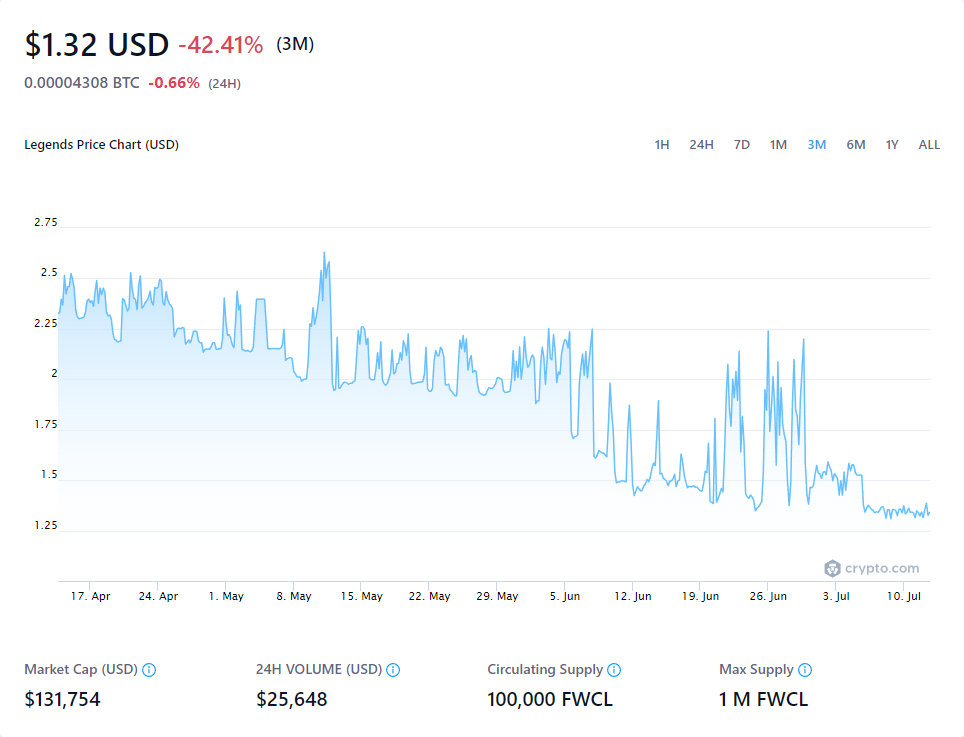 $1.32 USD -42.41% (3M)
0.00004308 BTC -0.66% (24H)
Legends Price Chart (USD) 1H 24H 7D 1M 3M 6M 1Y ALL
2.75
2.5
2.25
2
1.75
1.5
1.25
crypto.com
17. Apr 24. Apr 1. May 8. May 15. May 22. May 29. May 5. Jun 12. Jun 19. Jun 26. Jun 3. Jul 10. Jul
Market Cap (USD) 24H VOLUME (USD) Circulating Supply Max Supply
$131,754 $25,648 100,000 FWCL 1 M FWCL